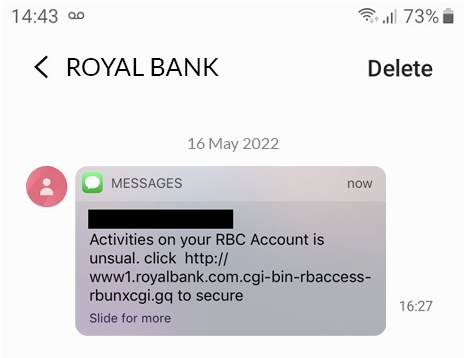 14:43 73%
ROYAL BANK Delete
16 May 2022
MESSAGES now
Activities on your RBC Account is
unusual. click  http://
www1.royalbank.com.cgi-bin-rbaccess-
rbunxcgi.gq to secure
16:27
Slide for more